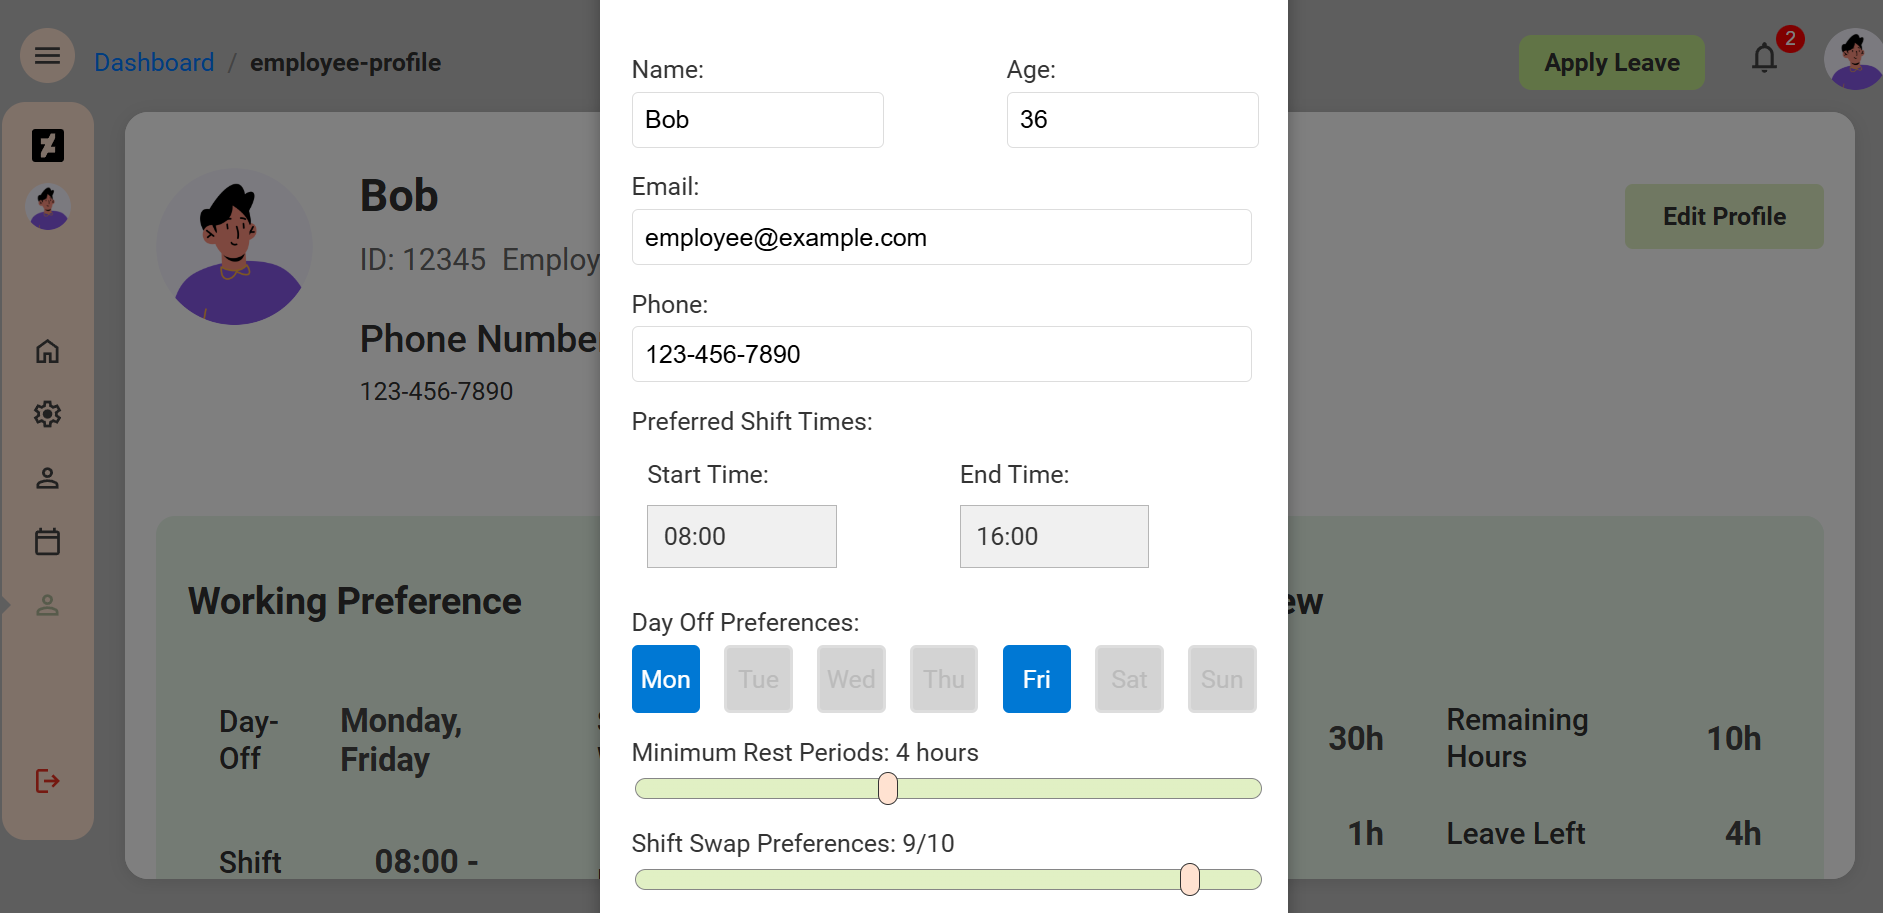 Dashboard / employee-profile
Apply Leave
2
Bob
ID: 12345 Employ
Phone Numbe
123-456-7890
Edit Profile
Name:
Bob
Age:
36
Email:
employee@example.com
Phone:
123-456-7890
Preferred Shift Times:
Start Time:
08:00
End Time:
16:00
Day Off Preferences:
Mon Tue Wed Thu Fri Sat Sun
Minimum Rest Periods: 4 hours
Shift Swap Preferences: 9/10
Working Preference
Day-
Off
Monday,
Friday
Shift
08:00 -
ew
30h
Remaining
Hours
10h
1h
Leave Left
4h